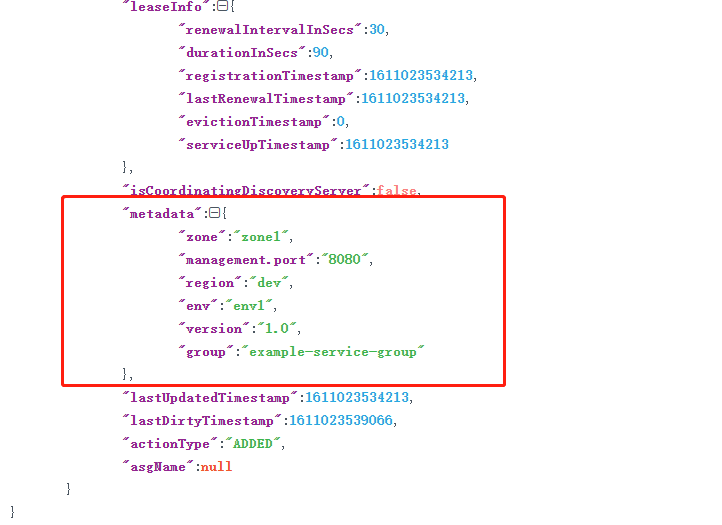 "leaseInfo":{
"renewalIntervalInSecs":30,
"durationInSecs":90,
"registrationTimestamp":1611023534213,
"lastRenewalTimestamp":1611023534213,
"evictionTimestamp":0,
"serviceUpTimestamp":1611023534213
},
"isCoordinatingDiscoveryServer":false,
"metadata":{
"zone":"zone1",
"management.port":"8080",
"region":"dev",
"env":"env1",
"version":"1.0",
"group":"example-service-group"
},
"lastUpdatedTimestamp":1611023534213,
"lastDirtyTimestamp":1611023539066,
"actionType":"ADDED",
"asgName":null
}
}